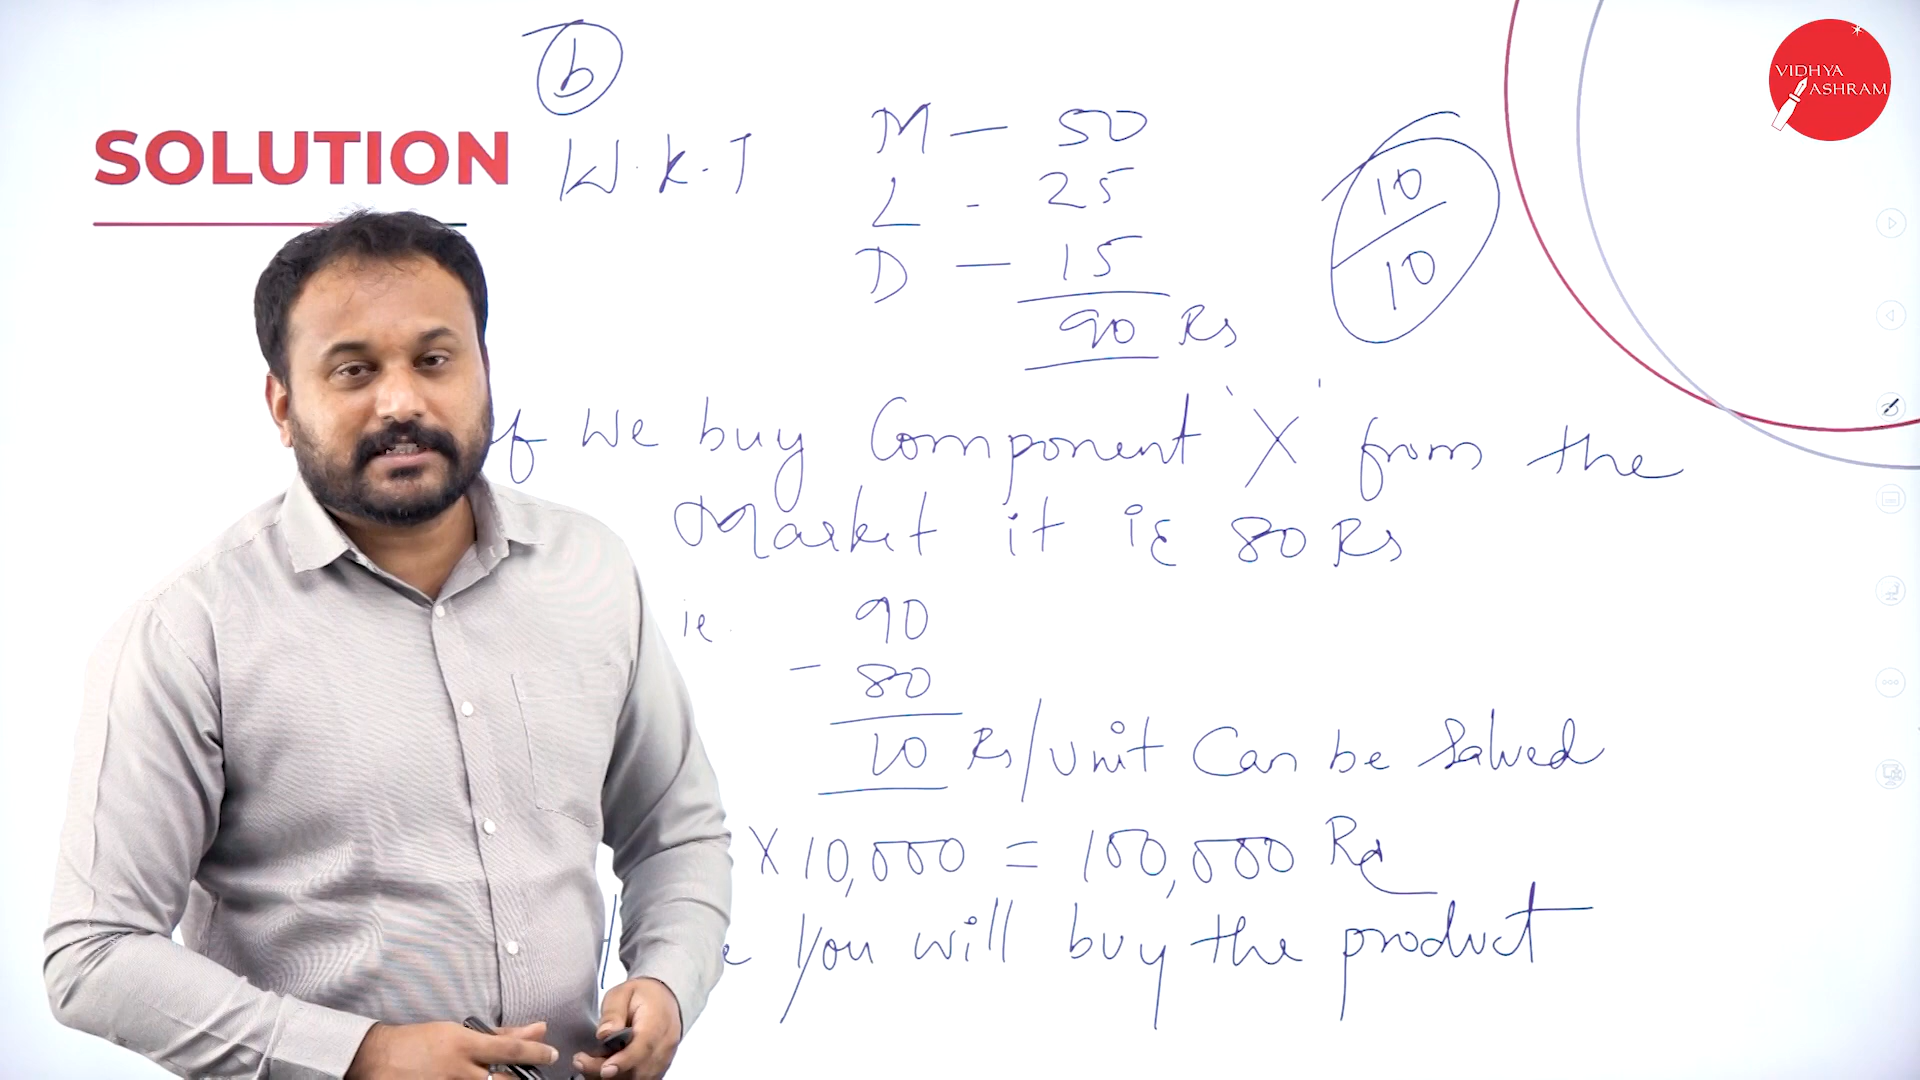 b
VIDHYA
ASHRAM
SOLUTION
W.K.T
M — 50
L - 25
D — 15
90 Rs
10
10
If we buy Component 'X' from the
Market it is 80 Rs
ie 90
- 80
10 Rs/Unit Can be Salved
X 10,000 = 100,000 Rs
You will buy the product